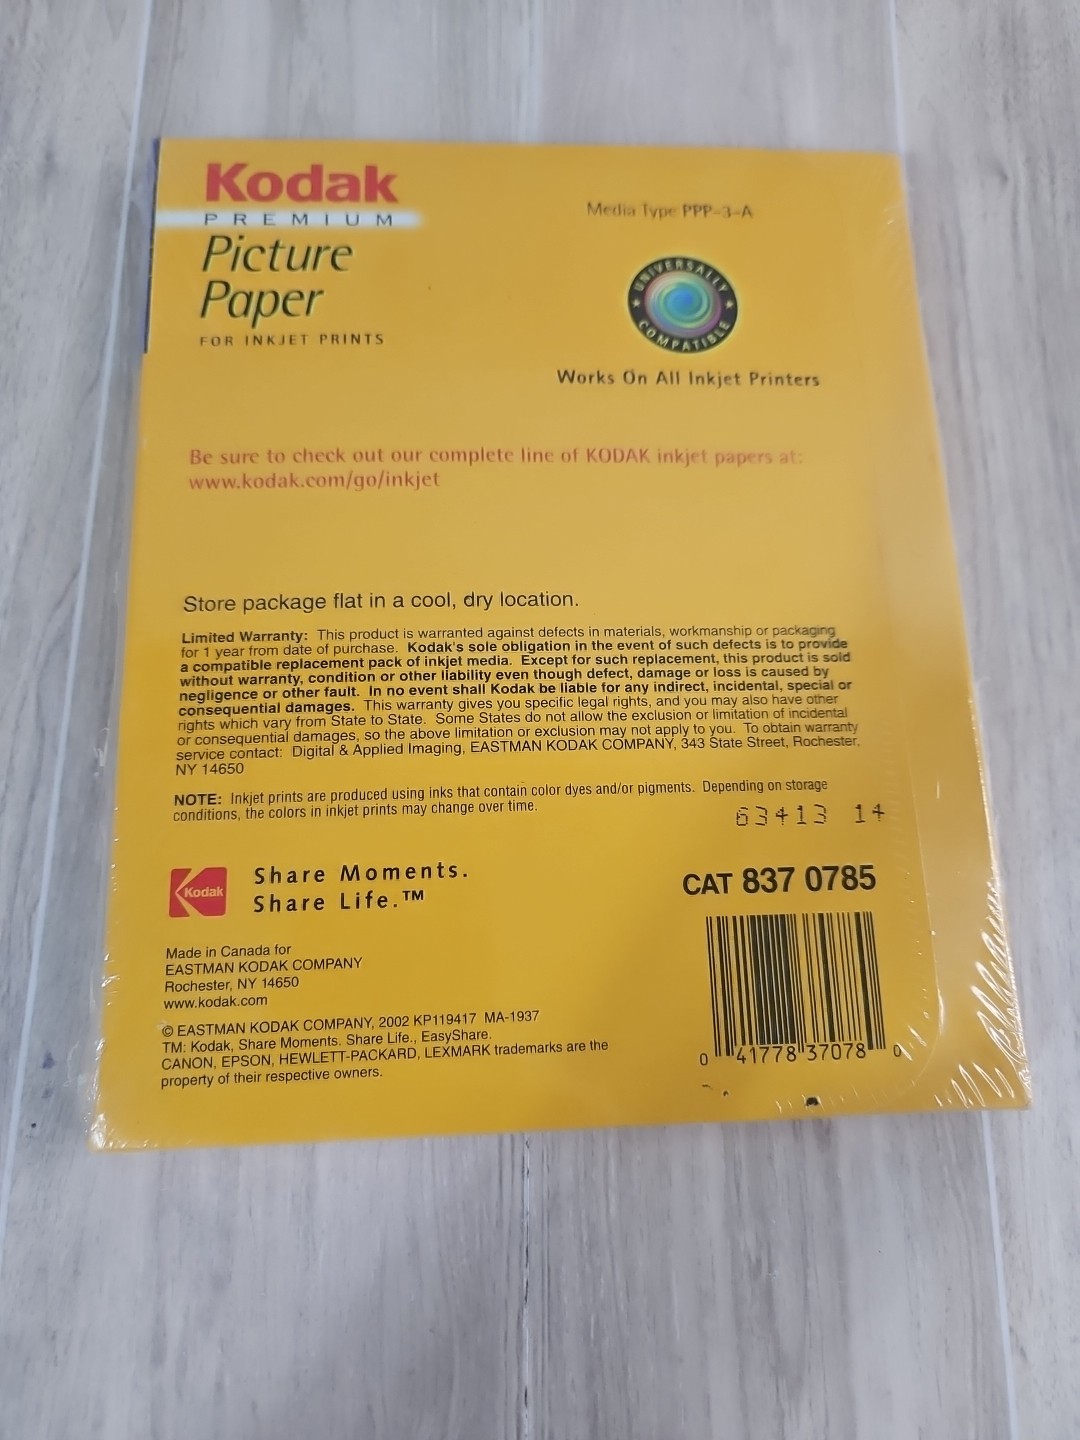 Kodak
PREMIUM
Picture
Paper
FOR INKJET PRINTS
Media Type PPP-3-A
UNIVERSALLY
COMPATIBLE
Works On All Inkjet Printers
Be sure to check out our complete line of KODAK inkjet papers at:
www.kodak.com/go/inkjet
Store package flat in a cool, dry location.
Limited Warranty: This product is warranted against defects in materials, workmanship or packaging
for 1 year from date of purchase. Kodak's sole obligation in the event of such defects is to provide
a compatible replacement pack of inkjet media. Except for such replacement, this product is sold
without warranty, condition or other liability even though defect, damage or loss is caused by
negligence or other fault. In no event shall Kodak be liable for any indirect, incidental, special or
consequential damages. This warranty gives you specific legal rights, and you may also have other
rights which vary from State to State. Some States do not allow the exclusion or limitation of incidental
or consequential damages, so the above limitation or exclusion may not apply to you. To obtain warranty
service contact: Digital & Applied Imaging, EASTMAN KODAK COMPANY, 343 State Street, Rochester,
NY 14650
NOTE: Inkjet prints are produced using inks that contain color dyes and/or pigments. Depending on storage
conditions, the colors in inkjet prints may change over time.
63413 14
Kodak
Share Moments.
Share Life.™
CAT 837 0785
Made in Canada for
EASTMAN KODAK COMPANY
Rochester, NY 14650
www.kodak.com
© EASTMAN KODAK COMPANY, 2002 KP119417 MA-1937
TM: Kodak, Share Moments. Share Life., EasyShare.
CANON, EPSON, HEWLETT-PACKARD, LEXMARK trademarks are the
property of their respective owners.
0 41778 37078 0